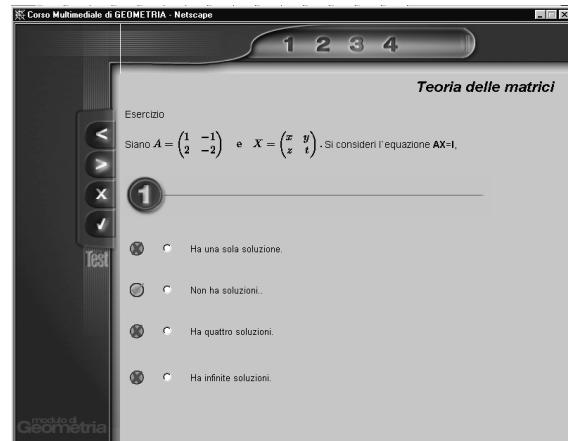 Corso Multimediale di GEOMETRIA - Netscape
1 2 3 4
Teoria delle matrici
Esercizio
Siano A = (1 -1 2 -2) e X = (x y z t). Si consideri l'equazione AX=I,
1
Test
Ha una sola soluzione.
Non ha soluzioni..
Ha quattro soluzioni.
Ha infinite soluzioni.
modulo di
Geometria